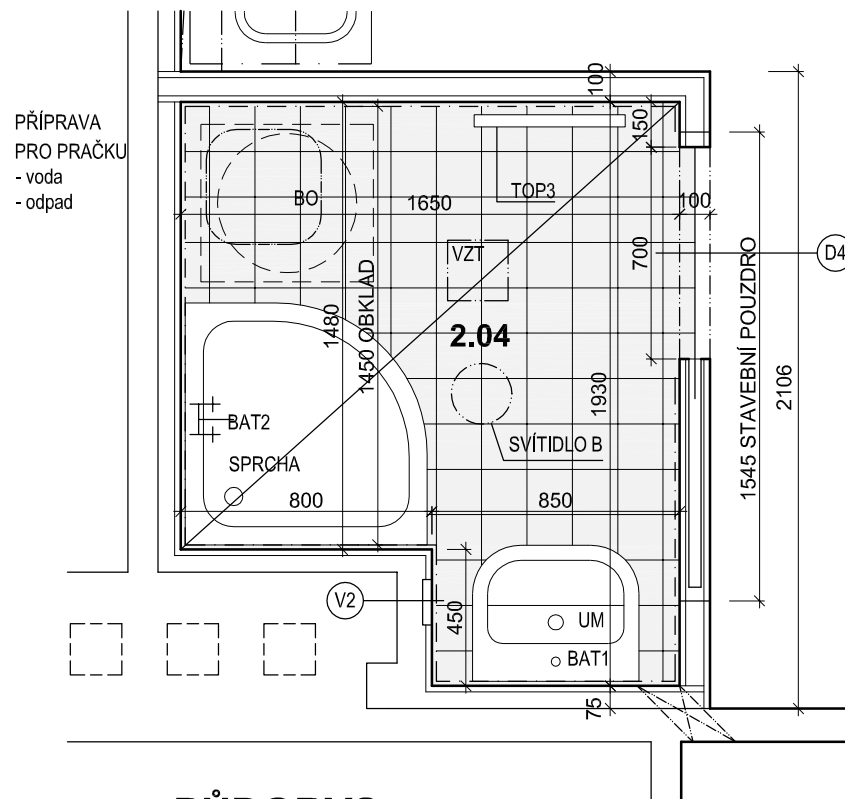 PŘÍPRAVA
PRO PRAČKU
- voda
- odpad
100
150
BO
1650
TOP3
100
VZT
700
D4
1480
1450 OBKLAD
2.04
1930
1545 STAVEBNÍ POUZDRO
2106
BAT2
SVÍTIDLO B
SPRCHA
800
850
V2
450
UM
BAT1
75